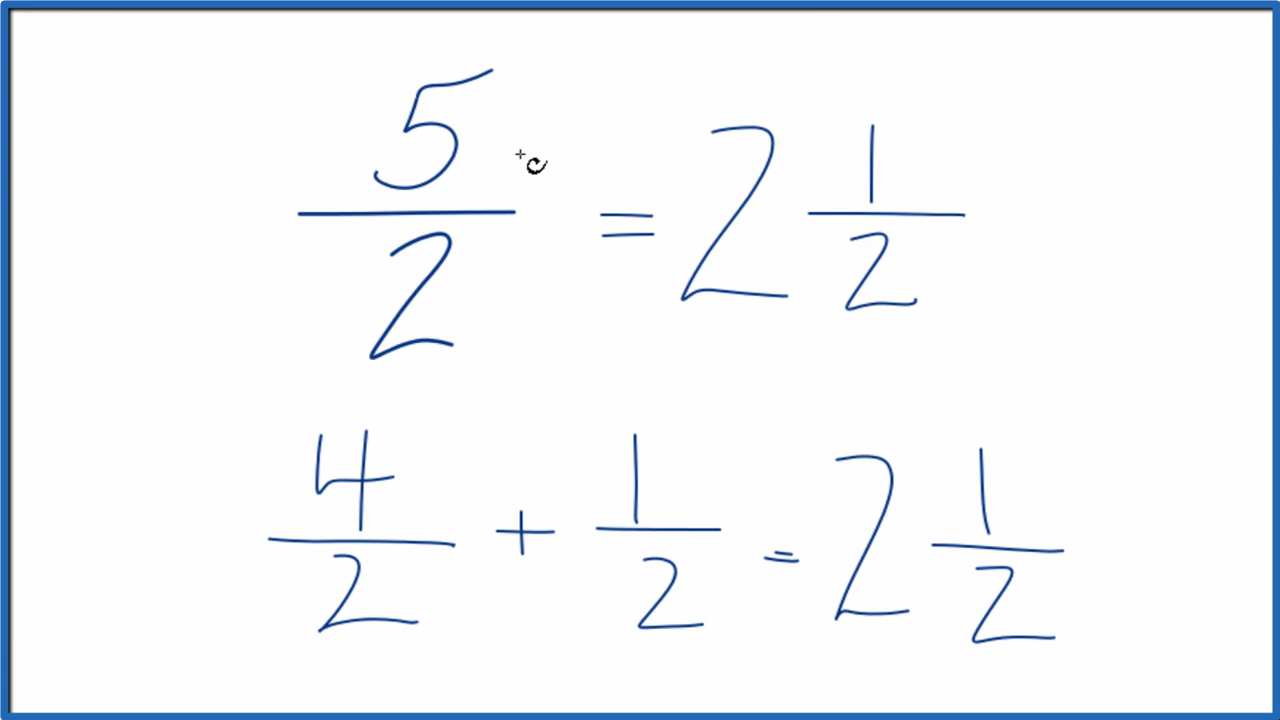 5/2 = 2 1/2
4/2 + 1/2 = 2 1/2